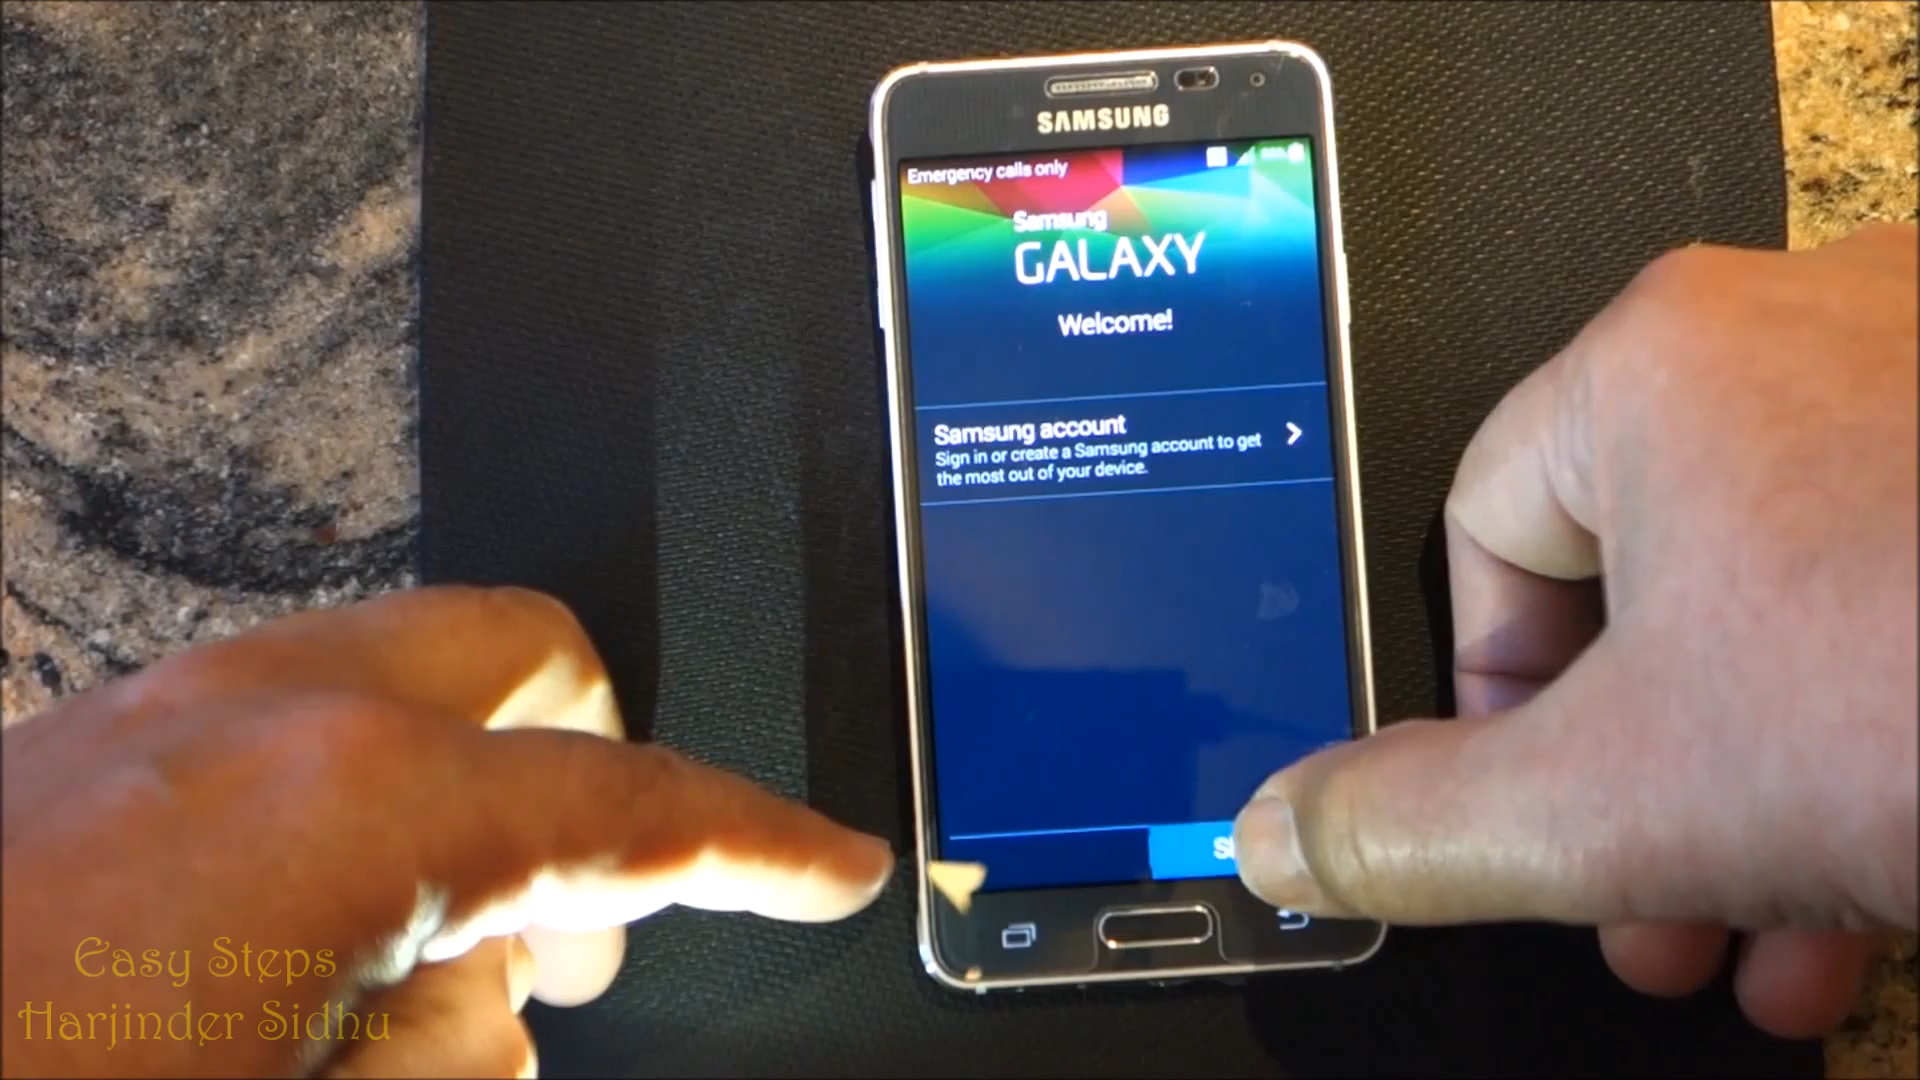 SAMSUNG
Emergency calls only
Samsung
GALAXY
Welcome!
Samsung account
Sign in or create a Samsung account to get
the most out of your device.
Easy Steps
Harjinder Sidhu